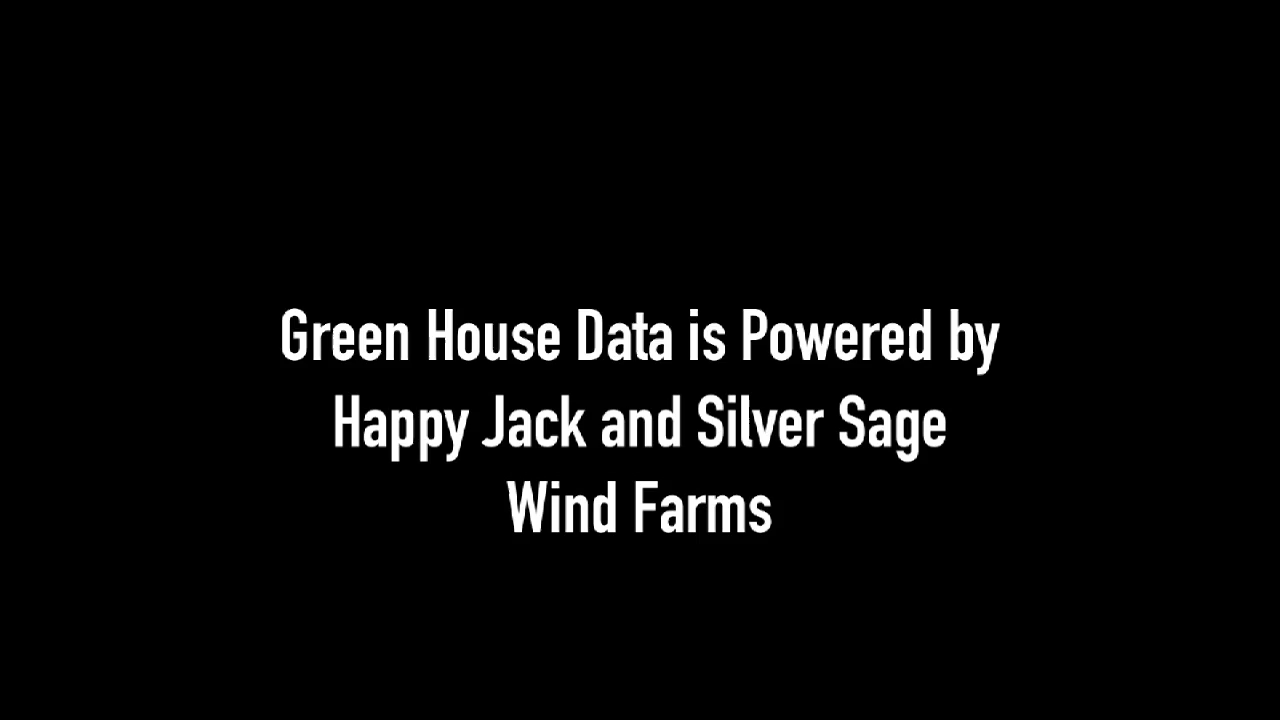 Green House Data is Powered by
Happy Jack and Silver Sage
Wind Farms